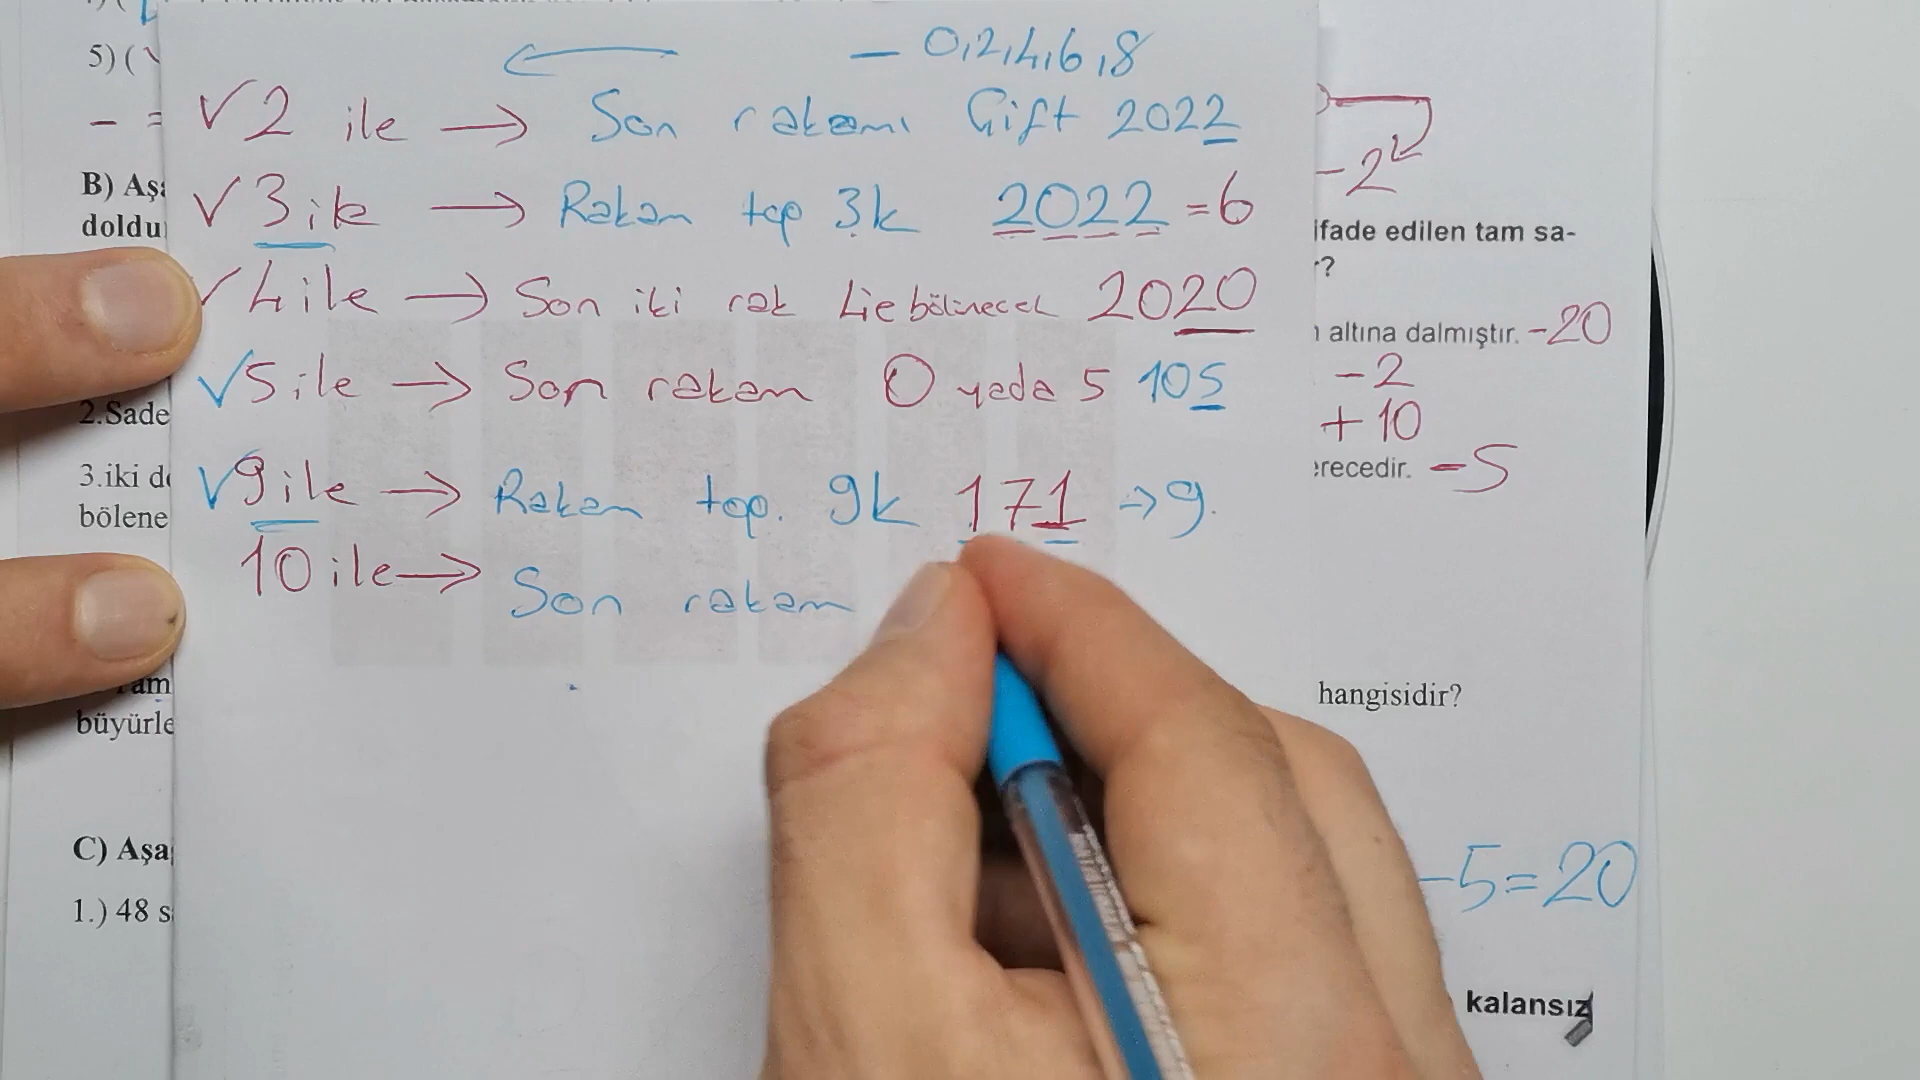 5) (
← – 0,2,4,6,8
√2 ile → Son rakamı Çift 2022
– =
-2
B) Aşa
√3 ile → Rakam top 3k 2022 = 6
doldu
ifade edilen tam sa-
?
√4 ile → Son iki rak 4 ile bölünecek 2020
altına dalmıştır. -20
√5 ile → Son rakam 0 yada 5 105
-2
+ 10
2.Sade
3.iki d
√9 ile → Rakam top. 9k 171 → 9
erecedir. -5
bölene
10 ile → Son rakam
büyürle
hangisidir?
C) Aşa
-5=20
1.) 48 s
kalansız